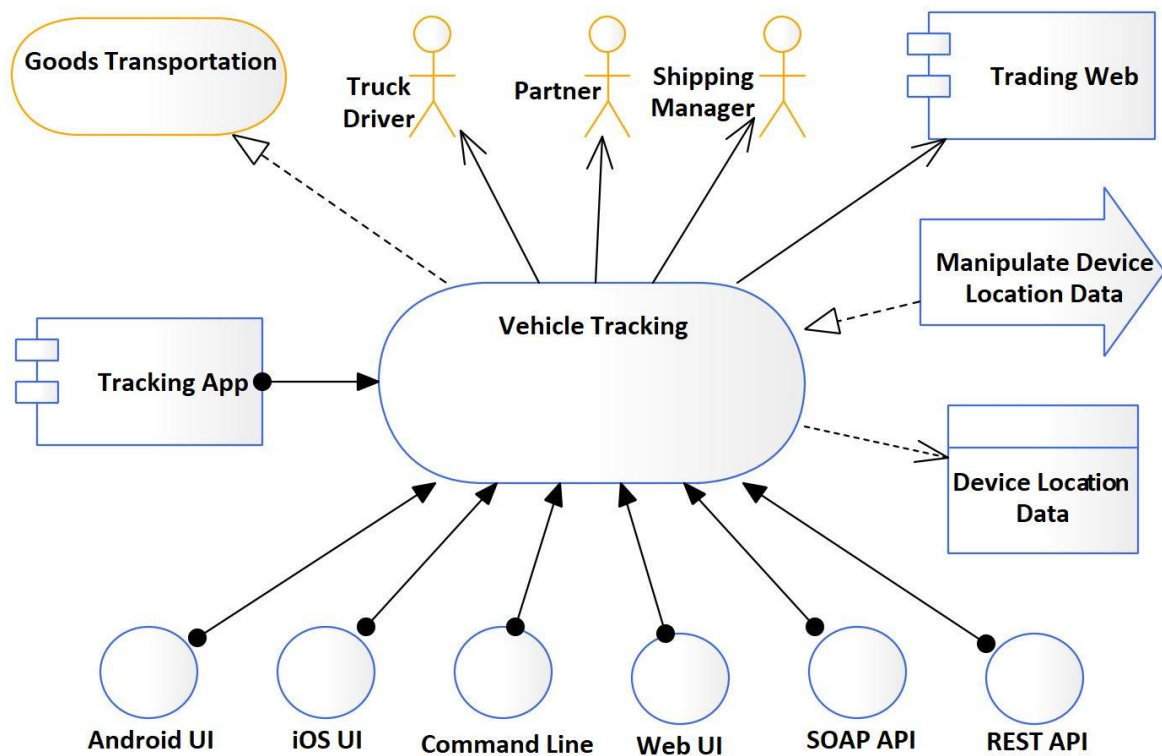 Goods Transportation
Truck
Driver
Partner
Shipping
Manager
Trading Web
Manipulate Device
Location Data
Vehicle Tracking
Tracking App
Device Location
Data
Android UI
iOS UI
Command Line
Web UI
SOAP API
REST API